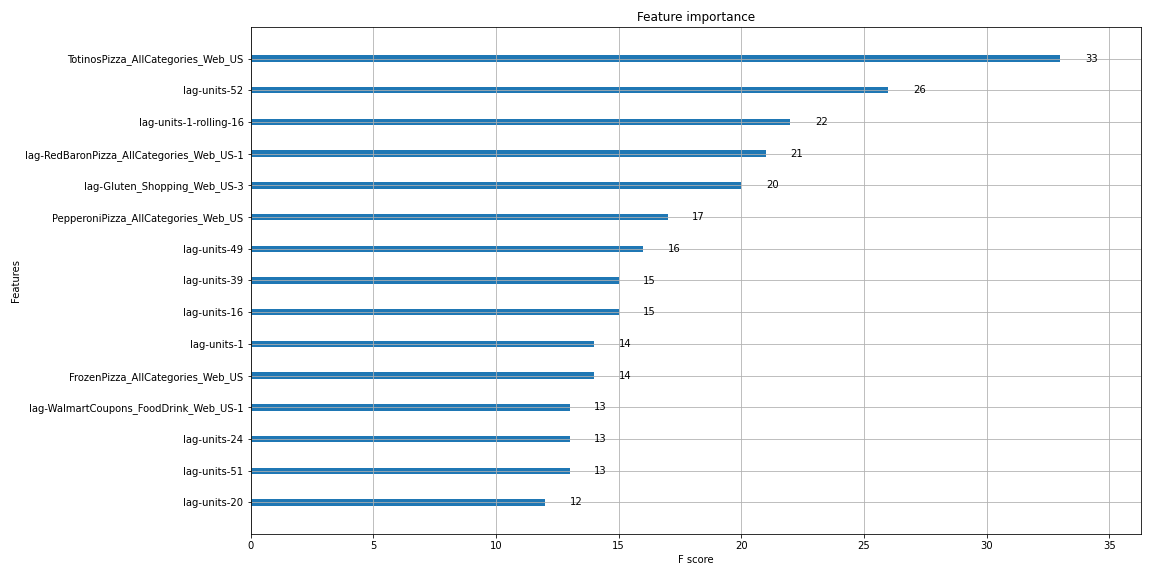 Feature importance
TotinosPizza_AllCategories_Web_US 33
lag-units-52 26
lag-units-1-rolling-16 22
lag-RedBaronPizza_AllCategories_Web_US-1 21
lag-Gluten_Shopping_Web_US-3 20
PepperoniPizza_AllCategories_Web_US 17
lag-units-49 16
lag-units-39 15
lag-units-16 15
lag-units-1 14
FrozenPizza_AllCategories_Web_US 14
lag-WalmartCoupons_FoodDrink_Web_US-1 13
lag-units-24 13
lag-units-51 13
lag-units-20 12
Features
0 5 10 15 20 25 30 35
F score